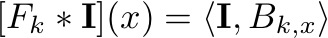 [F_k ∗ 𝐈](x) = ⟨𝐈, B_{k,x}⟩